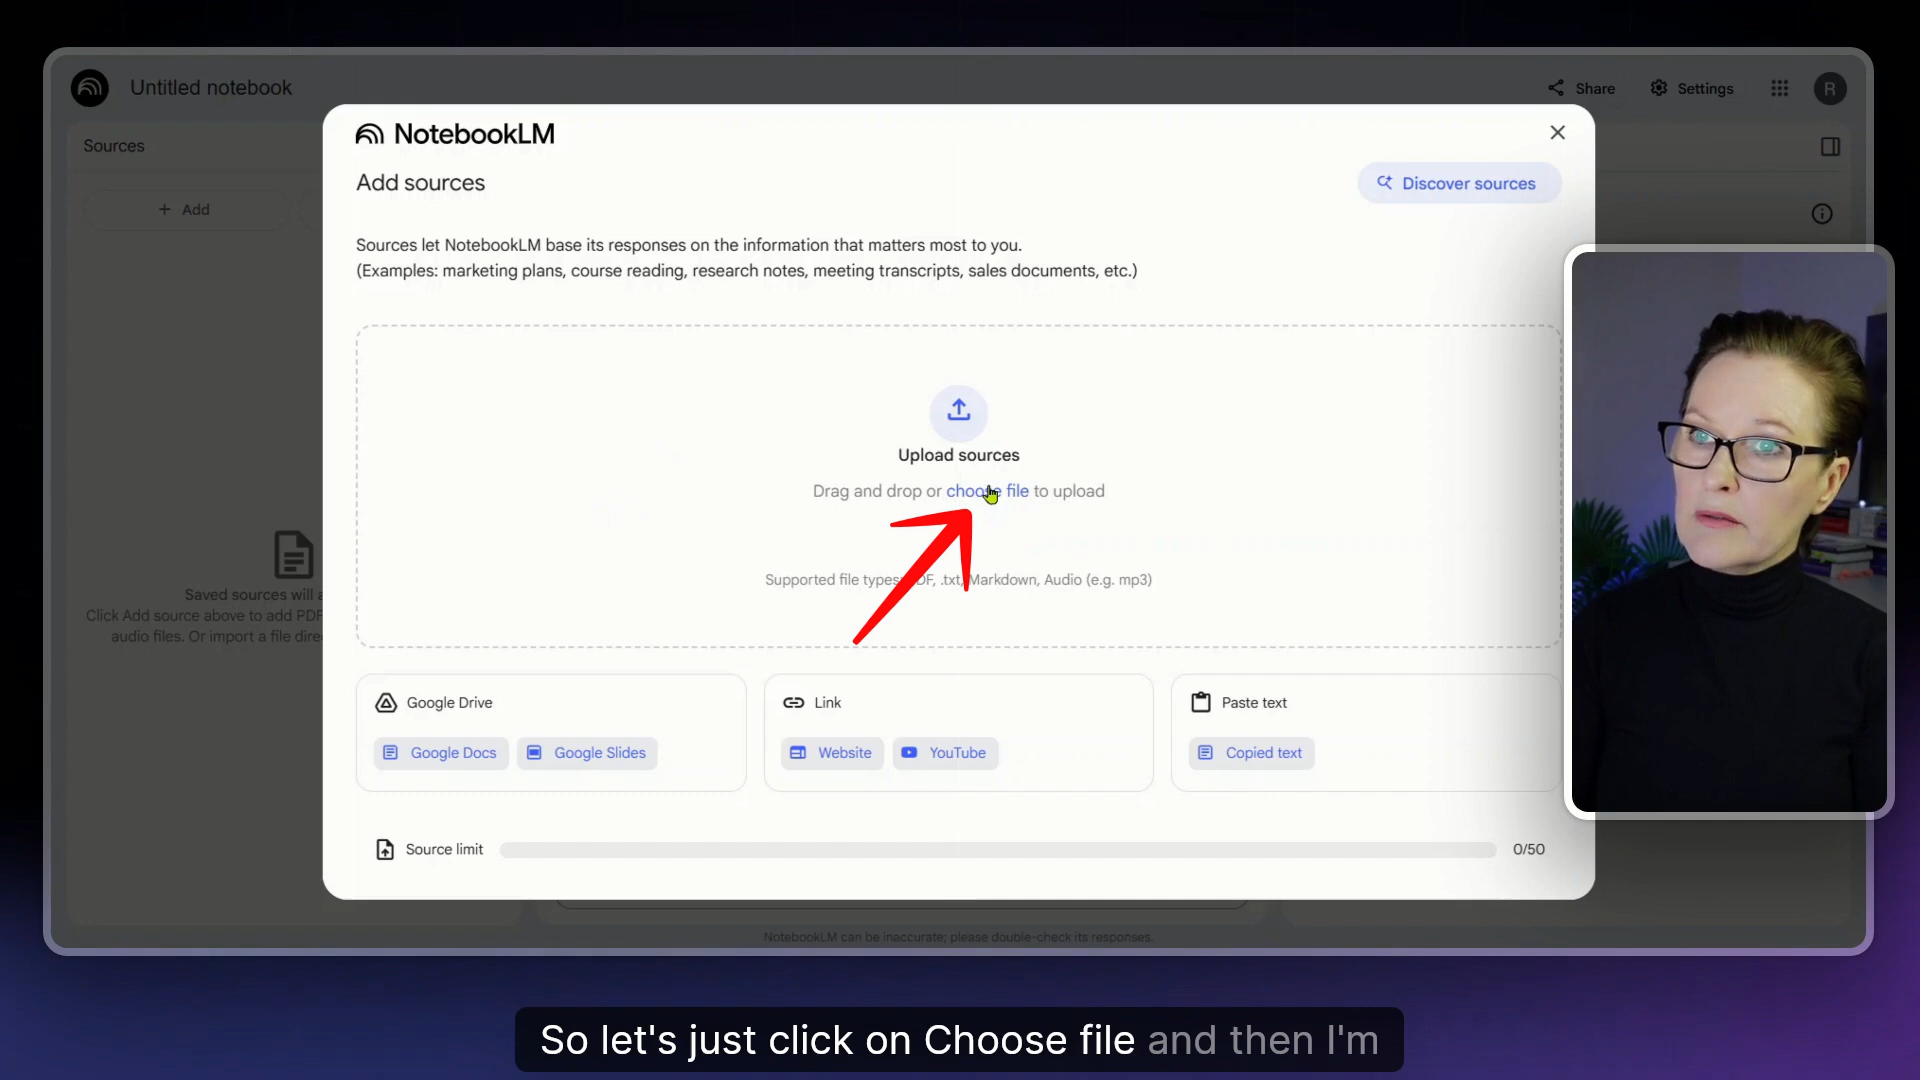 Untitled notebook
Share
Settings
R
NotebookLM
Sources
Add sources
Discover sources
+ Add
Sources let NotebookLM base its responses on the information that matters most to you.
(Examples: marketing plans, course reading, research notes, meeting transcripts, sales documents, etc.)
Upload sources
Drag and drop or choose file to upload
Supported file types: PDF, .txt, Markdown, Audio (e.g. mp3)
Saved sources will
Click Add source above to add PDF
audio files. Or import a file
Google Drive
Google Docs
Google Slides
Link
Website
YouTube
Paste text
Copied text
Source limit
0/50
NotebookLM can be inaccurate; please double-check its responses.
So let's just click on Choose file and then I'm